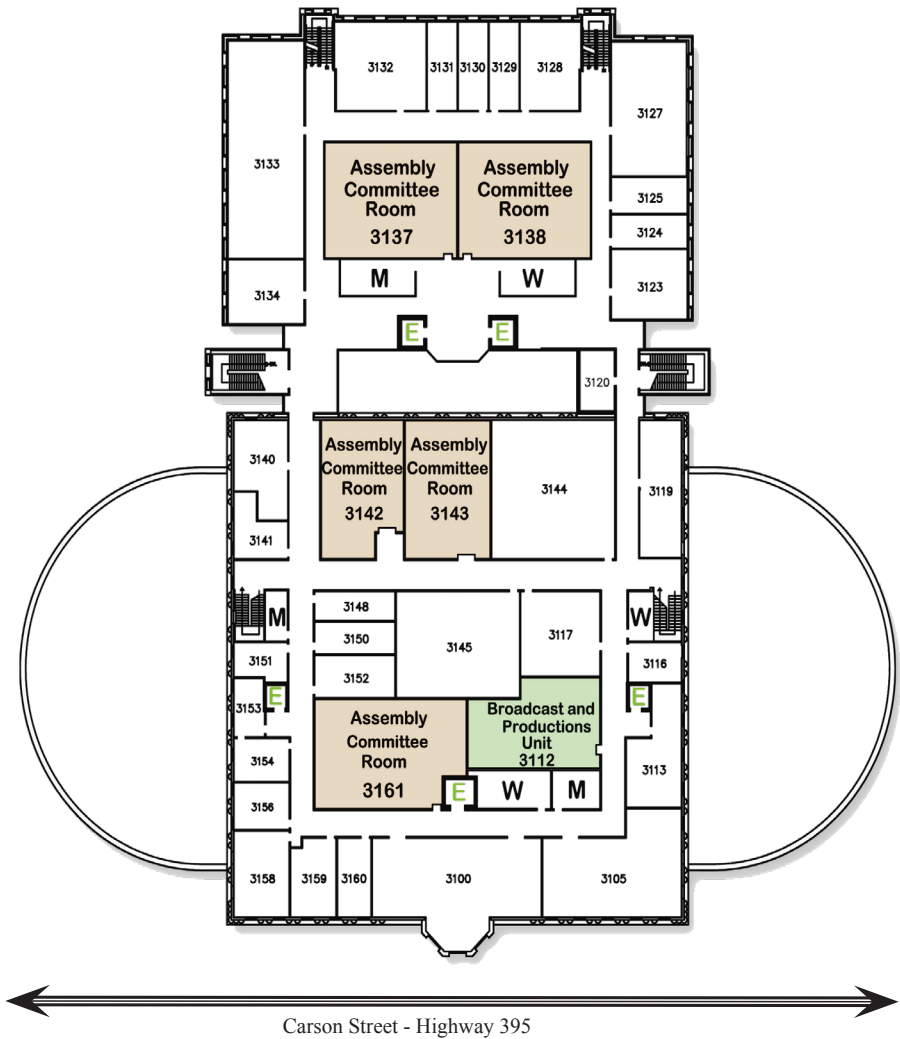 3132
3131
3130
3129
3128
3127
3133
Assembly
Committee
Room
3137
Assembly
Committee
Room
3138
3125
3124
3123
3134
M
W
E
E
3120
3140
Assembly
Committee
Room
3142
Assembly
Committee
Room
3143
3144
3119
3141
M
3148
3150
3152
3145
3117
W
3151
3116
3153
E
E
Assembly
Committee
Room
3161
Broadcast and
Productions
Unit
3112
3154
3113
3156
E
W
M
3158
3159
3160
3100
3105
Carson Street - Highway 395